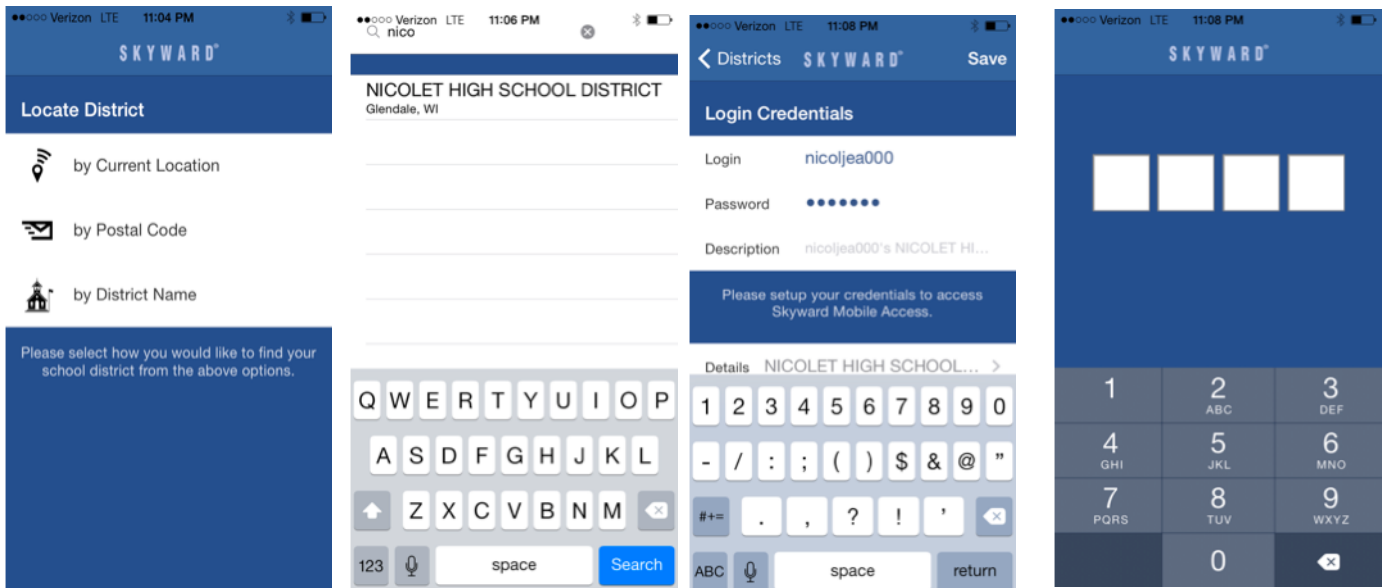 Verizon LTE 11:04 PM
SKYWARD®
Locate District
by Current Location
by Postal Code
by District Name
Please select how you would like to find your
school district from the above options.
Verizon LTE 11:06 PM
nico
NICOLET HIGH SCHOOL DISTRICT
Glendale, WI
Q W E R T Y U I O P
A S D F G H J K L
Z X C V B N M
123 space Search
Verizon LTE 11:08 PM
Districts SKYWARD® Save
Login Credentials
Login nicoljea000
Password •••••••
Description nicoljea000's NICOLET HI...
Please setup your credentials to access
Skyward Mobile Access.
Details NICOLET HIGH SCHOOL... >
1 2 3 4 5 6 7 8 9 0
- / : ; ( ) $ & @ "
#+= . , ? ! '
ABC space return
Verizon LTE 11:08 PM
SKYWARD®
1 2 3
ABC DEF
4 5 6
GHI JKL MNO
7 8 9
PQRS TUV WXYZ
0